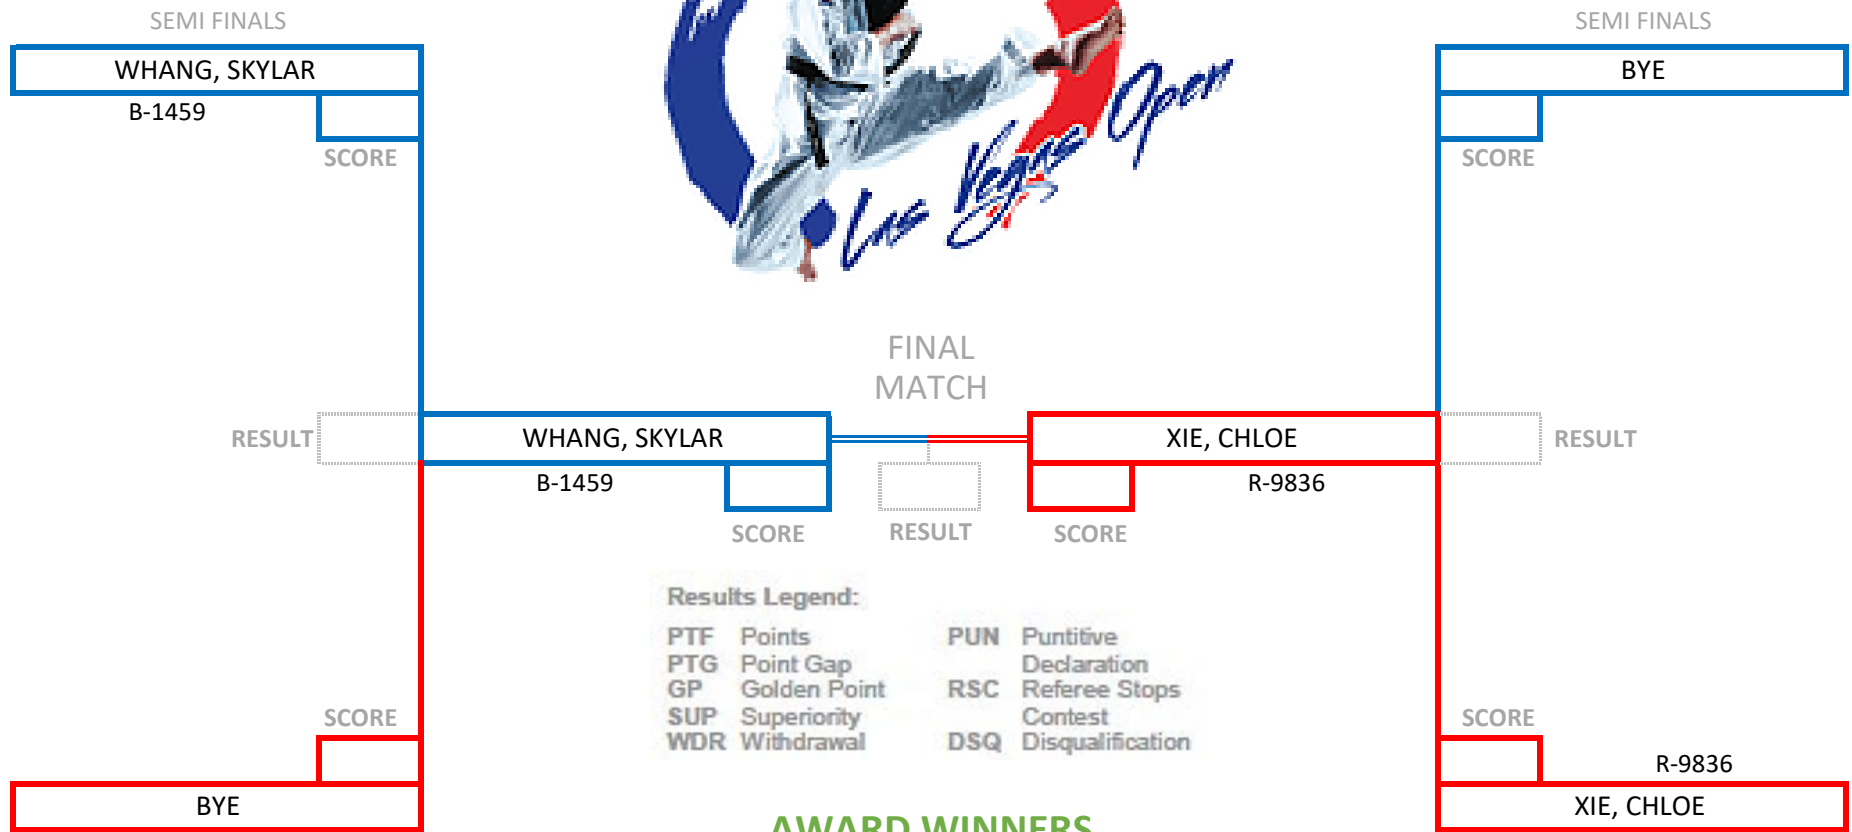 SEMI FINALS
SEMI FINALS
WHANG, SKYLAR
BYE
B-1459
SCORE
SCORE
Las Vegas Open
FINAL
MATCH
RESULT
WHANG, SKYLAR
XIE, CHLOE
RESULT
B-1459
R-9836
SCORE
RESULT
SCORE
Results Legend:
PTF Points
PTG Point Gap
GP Golden Point
SUP Superiority
WDR Withdrawal
PUN Puntitive
Declaration
RSC Referee Stops
Contest
DSQ Disqualification
SCORE
SCORE
R-9836
BYE
XIE, CHLOE
AWARD WINNERS